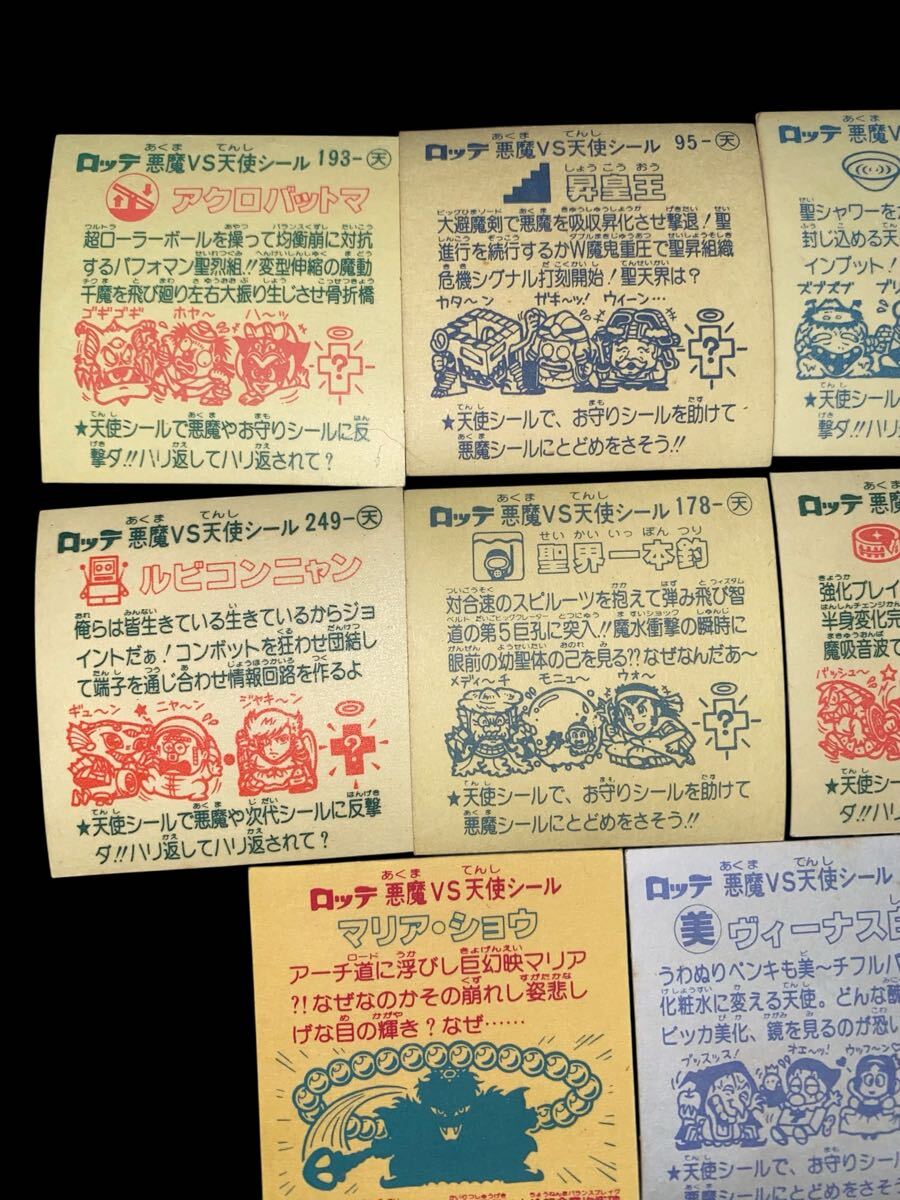 ロッテ 悪魔VS天使シール 193-天
アクロバットマ
超ローラーボールを操って均衡崩に対抗
するパフォマン聖烈組!!変型伸縮の魔動
千魔を飛び廻り左右大振り生じさせ骨折橋
ゴギゴギ ホヤ〜 ハ〜ッ
?
★天使シールで悪魔やお守りシールに反
撃ダ!!ハリ返してハリ返されて?
ロッテ 悪魔VS天使シール 95-天
昇皇王
大避魔剣で悪魔を吸収昇化させ撃退!聖
進行を続行するかW魔鬼重圧で聖昇組織
危機シグナル打刻開始!聖天界は?
カタ〜ン ガキ〜ッ! ウィーン…
?
★天使シールで、お守りシールを助けて
悪魔シールにとどめをさそう!!
ロッテ 悪
聖シャワーをか
封じ込める天
インプット!
ズブズブ
★天使シール
撃ダ!!ハリ
ロッテ 悪魔VS天使シール 249-天
ルビコンニャン
俺らは皆生きている生きているからジョ
イントだぁ!コンボットを狂わせ団結し
て端子を通じ合わせ情報回路を作るよ
ギュ〜ン ニャ〜ン ジャキ〜ン
?
★天使シールで悪魔や次代シールに反撃
ダ!!ハリ返してハリ返されて?
ロッテ 悪魔VS天使シール 178-天
聖界一本釣
対合速のスピルーツを抱えて弾み飛び智
道の第5巨孔に突入!!魔水衝撃の瞬時に
眼前の幼聖体の己を見る??なぜなんだあ〜
メディ〜チ モニュ〜 ウォ〜
?
★天使シールで、お守りシールを助けて
悪魔シールにとどめをさそう!!
ロッテ 悪魔
強化プレイ
半身変化完
魔吸音波で
バッシュ〜
★天使シー
ダ!!ハリ
ロッテ 悪魔VS天使シール
マリア・ショウ
アーチ道に浮びし巨幻映マリア
?!なぜなのかその崩れし姿悲し
げな目の輝き?なぜ……
ロッテ 悪魔VS天使シール
美 ヴィーナス白
うわぬりペンキも美〜チフルパ
化粧水に変える天使。どんな醜
ピッカ美化、鏡を見るのが恐い
ブッスッス! オエ〜ッ! ウッフ〜ン
★天使シールで、お守りシール
悪魔シールにとどめをさ